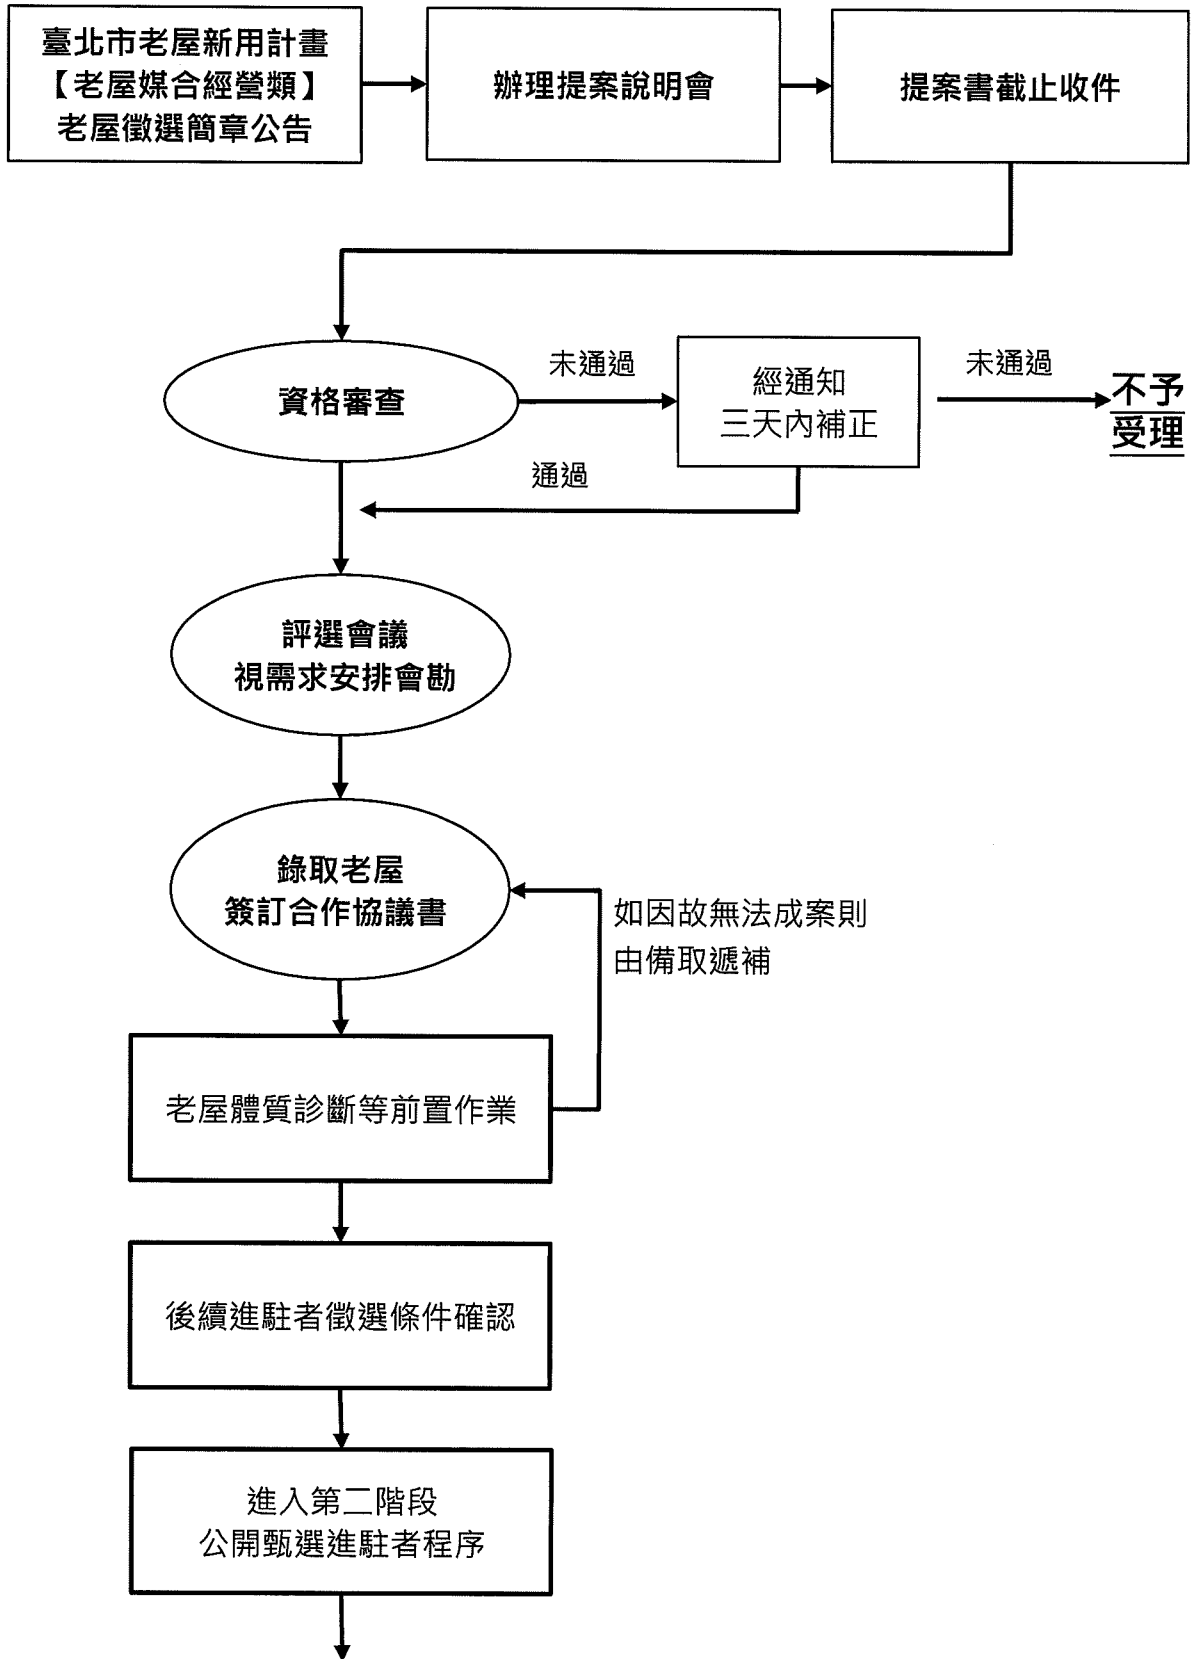 臺北市老屋新用計畫
【老屋媒合經營類】
老屋徵選簡章公告
辦理提案說明會
提案書截止收件
資格審查
未通過
經通知
三天內補正
未通過
不予
受理
通過
評選會議
視需求安排會勘
錄取老屋
簽訂合作協議書
如因故無法成案則
由備取遞補
老屋體質診斷等前置作業
後續進駐者徵選條件確認
進入第二階段
公開甄選進駐者程序